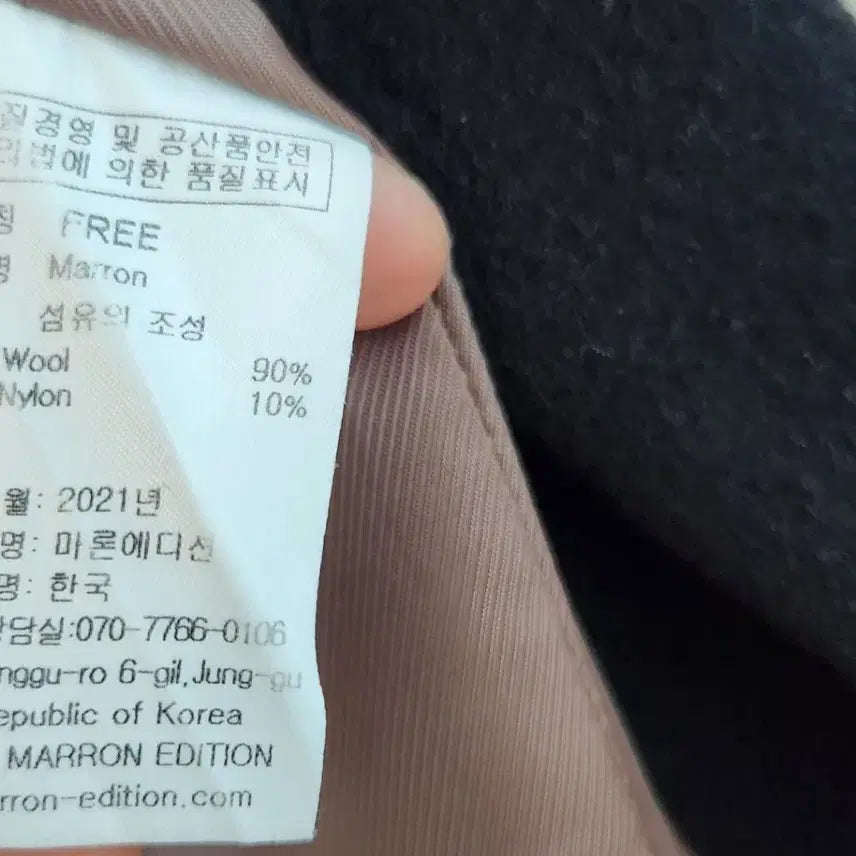 질경영 및 공산품안전
의법에 의한 품질표시
칭 FREE
명 Marron
섬유의 조성
Wool 90%
Nylon 10%
월: 2021년
명: 마론에디션
명: 한국
담실:070-7766-0106
nggu-ro 6-gil,Jung-gu
epublic of Korea
MARRON EDITION
rron-edition.com